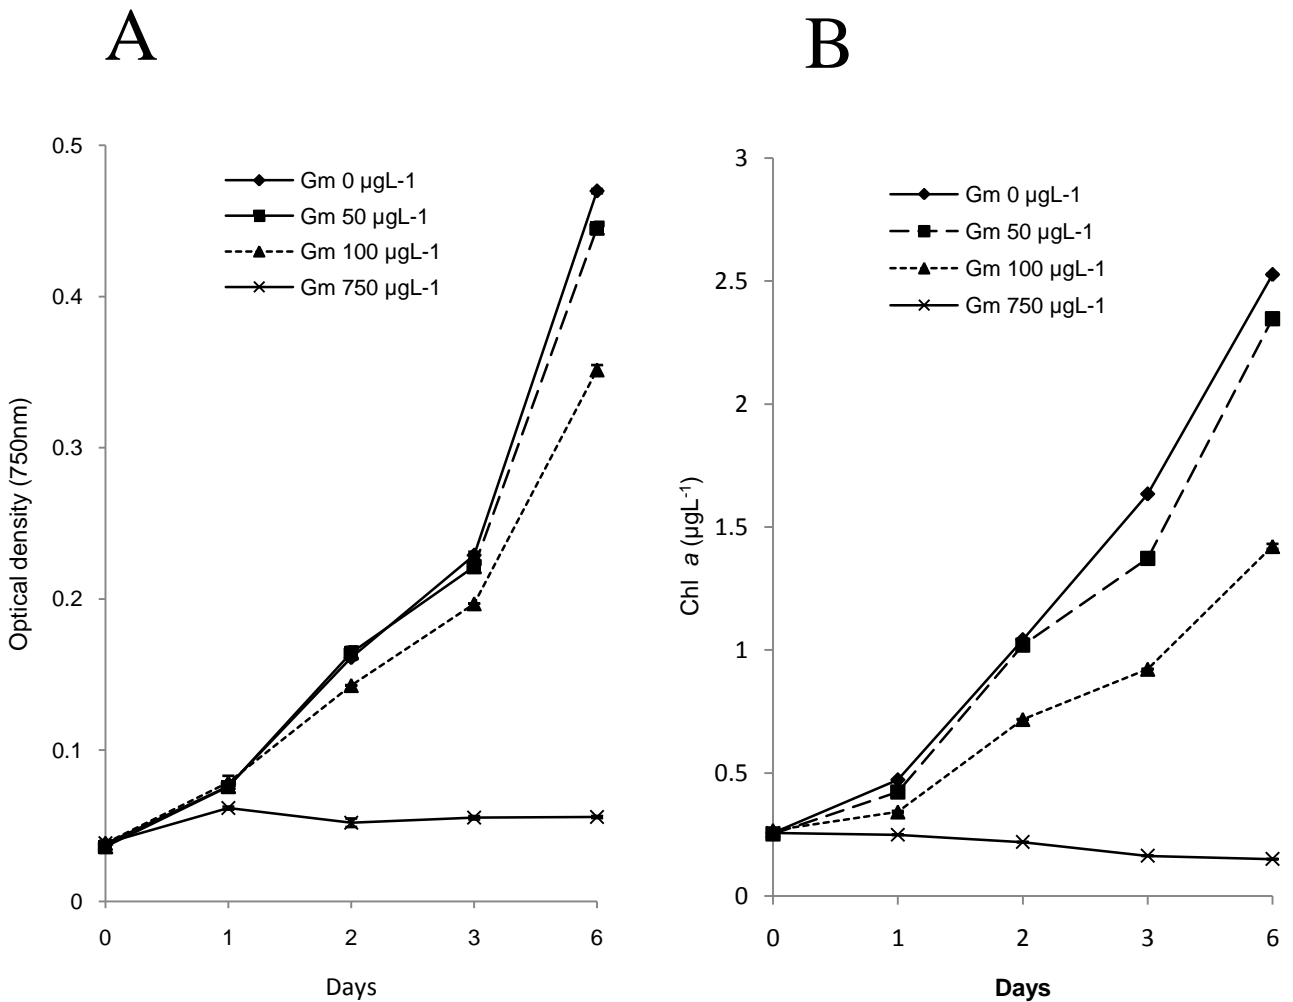 A
0.5
0.4
0.3
0.2
0.1
0
Optical density (750nm)
Gm 0 µgL-1
Gm 50 µgL-1
Gm 100 µgL-1
Gm 750 µgL-1
0 1 2 3 6
Days
B
3
2.5
2
1.5
1
0.5
0
Chl a (µgL-1)
Gm 0 µgL-1
Gm 50 µgL-1
Gm 100 µgL-1
Gm 750 µgL-1
0 1 2 3 6
Days